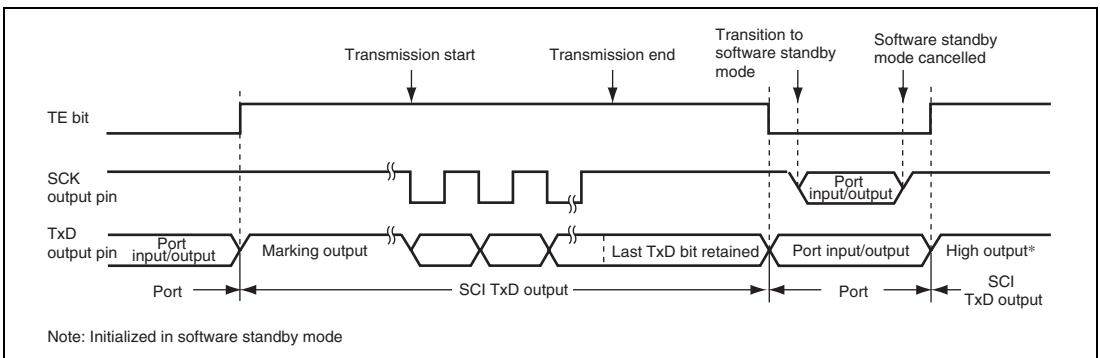 Transmission start
Transmission end
Transition to
software standby
mode
Software standby
mode cancelled
TE bit
SCK
output pin
Port
input/output
TxD
output pin
Port
input/output
Marking output
Last TxD bit retained
Port input/output
High output*
Port
SCI TxD output
Port
SCI
TxD output
Note: Initialized in software standby mode